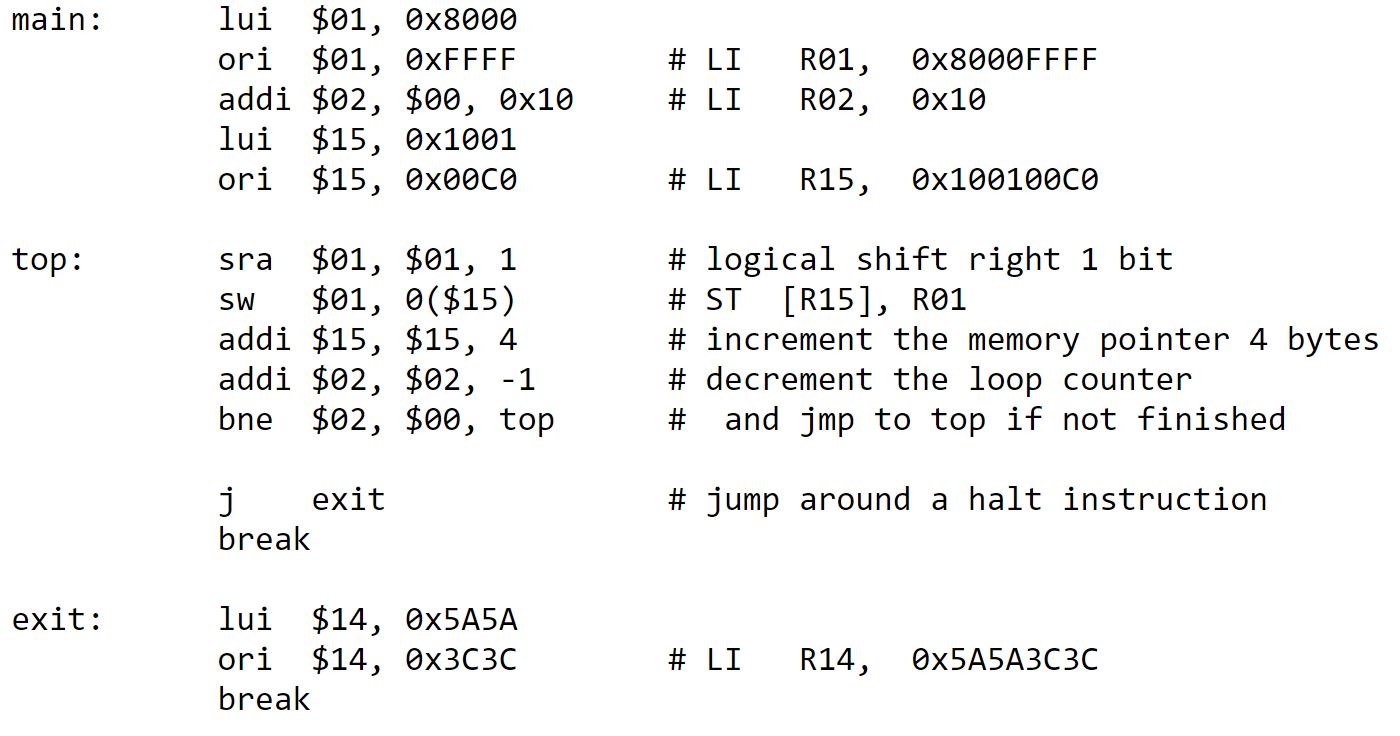 main: lui $01, 0x8000
ori $01, 0xFFFF # LI R01, 0x8000FFFF
addi $02, $00, 0x10 # LI R02, 0x10
lui $15, 0x1001
ori $15, 0x00C0 # LI R15, 0x100100C0
top: sra $01, $01, 1 # logical shift right 1 bit
sw $01, 0($15) # ST [R15], R01
addi $15, $15, 4 # increment the memory pointer 4 bytes
addi $02, $02, -1 # decrement the loop counter
bne $02, $00, top # and jmp to top if not finished
j exit # jump around a halt instruction
break
exit: lui $14, 0x5A5A
ori $14, 0x3C3C # LI R14, 0x5A5A3C3C
break